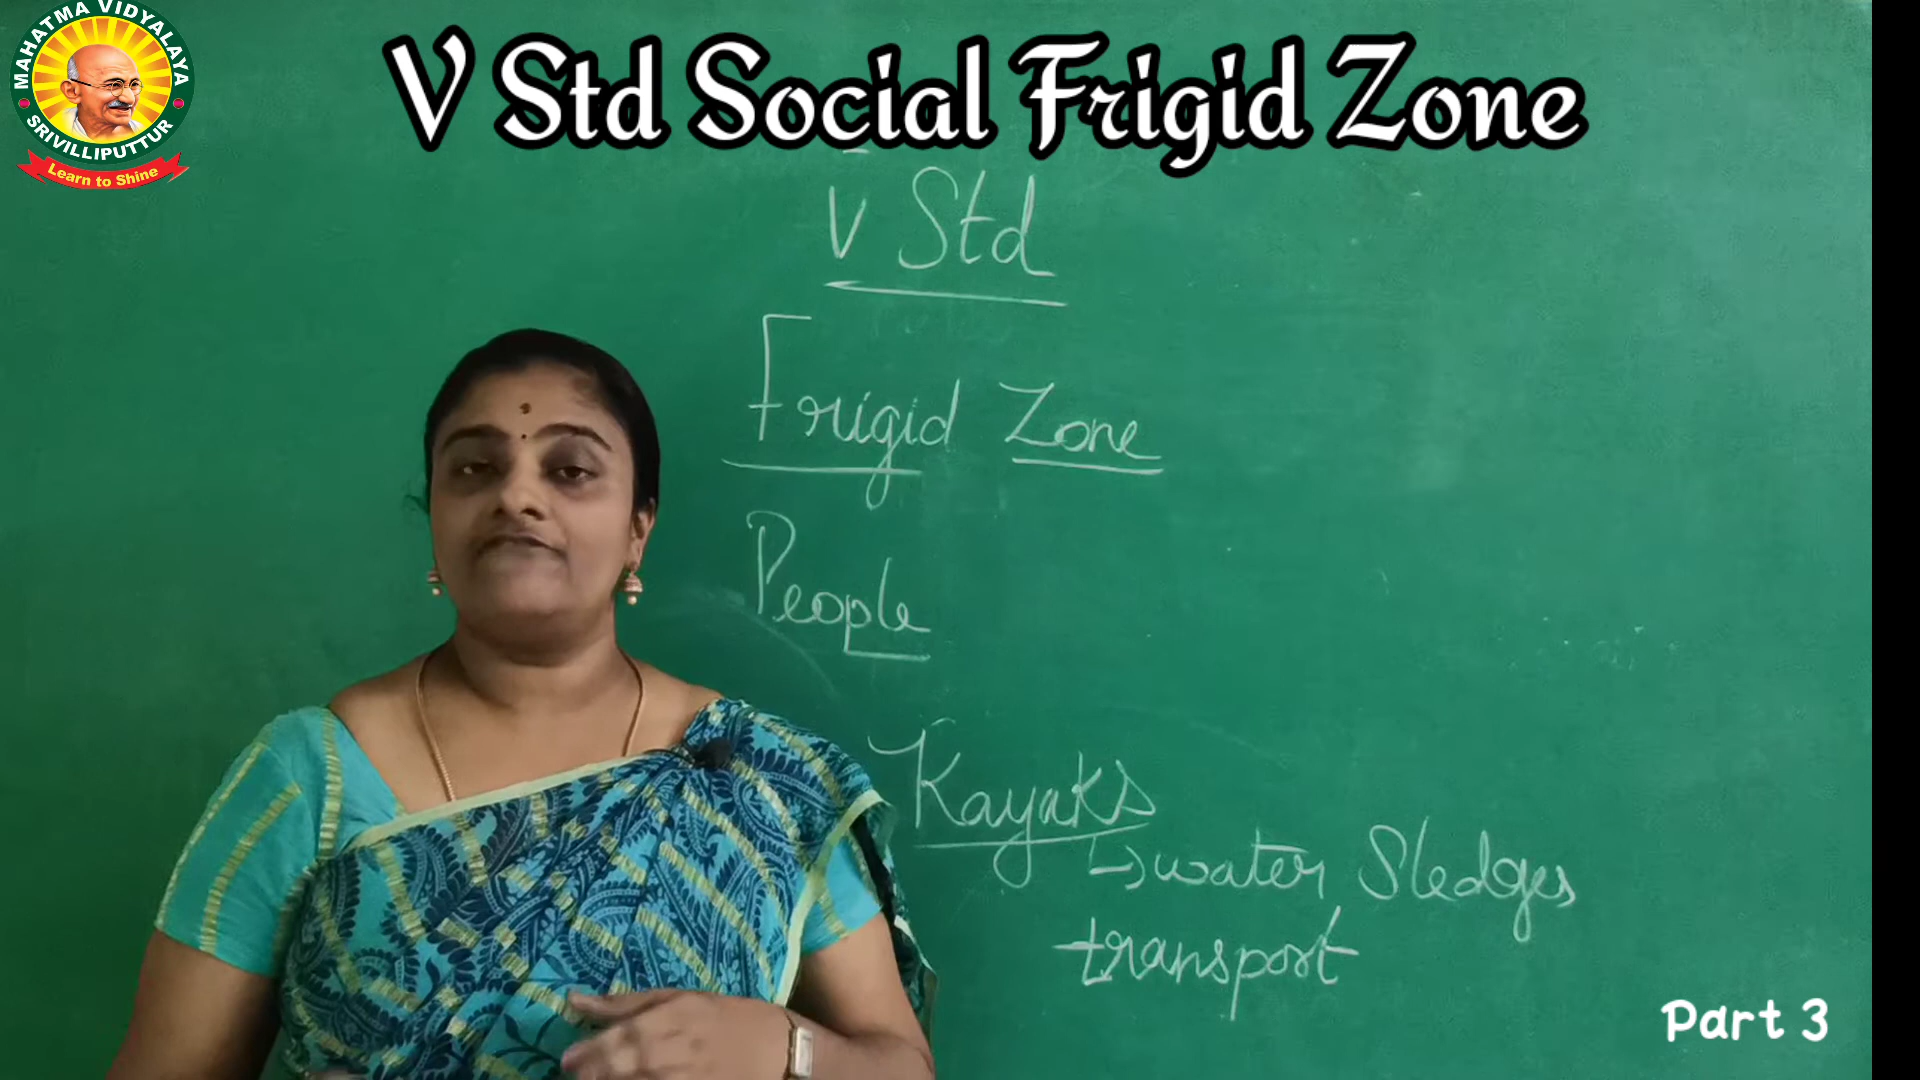 MAHATMA VIDYALAYA
SRIVILLIPUTTUR
Learn to Shine
V Std Social Frigid Zone
V Std
Frigid Zone
People
Kayaks
↳ water Sledges
transport
Part 3